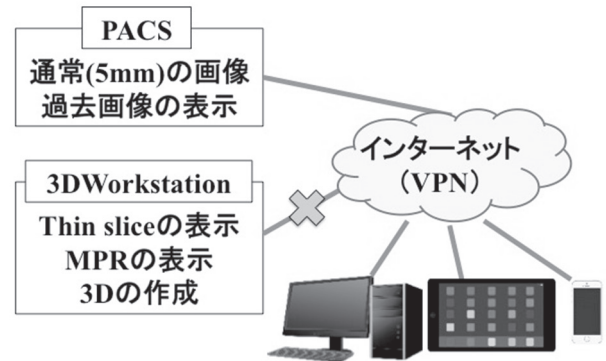 PACS
通常(5mm)の画像
過去画像の表示
インターネット
（VPN）
3DWorkstation
Thin sliceの表示
MPRの表示
3Dの作成